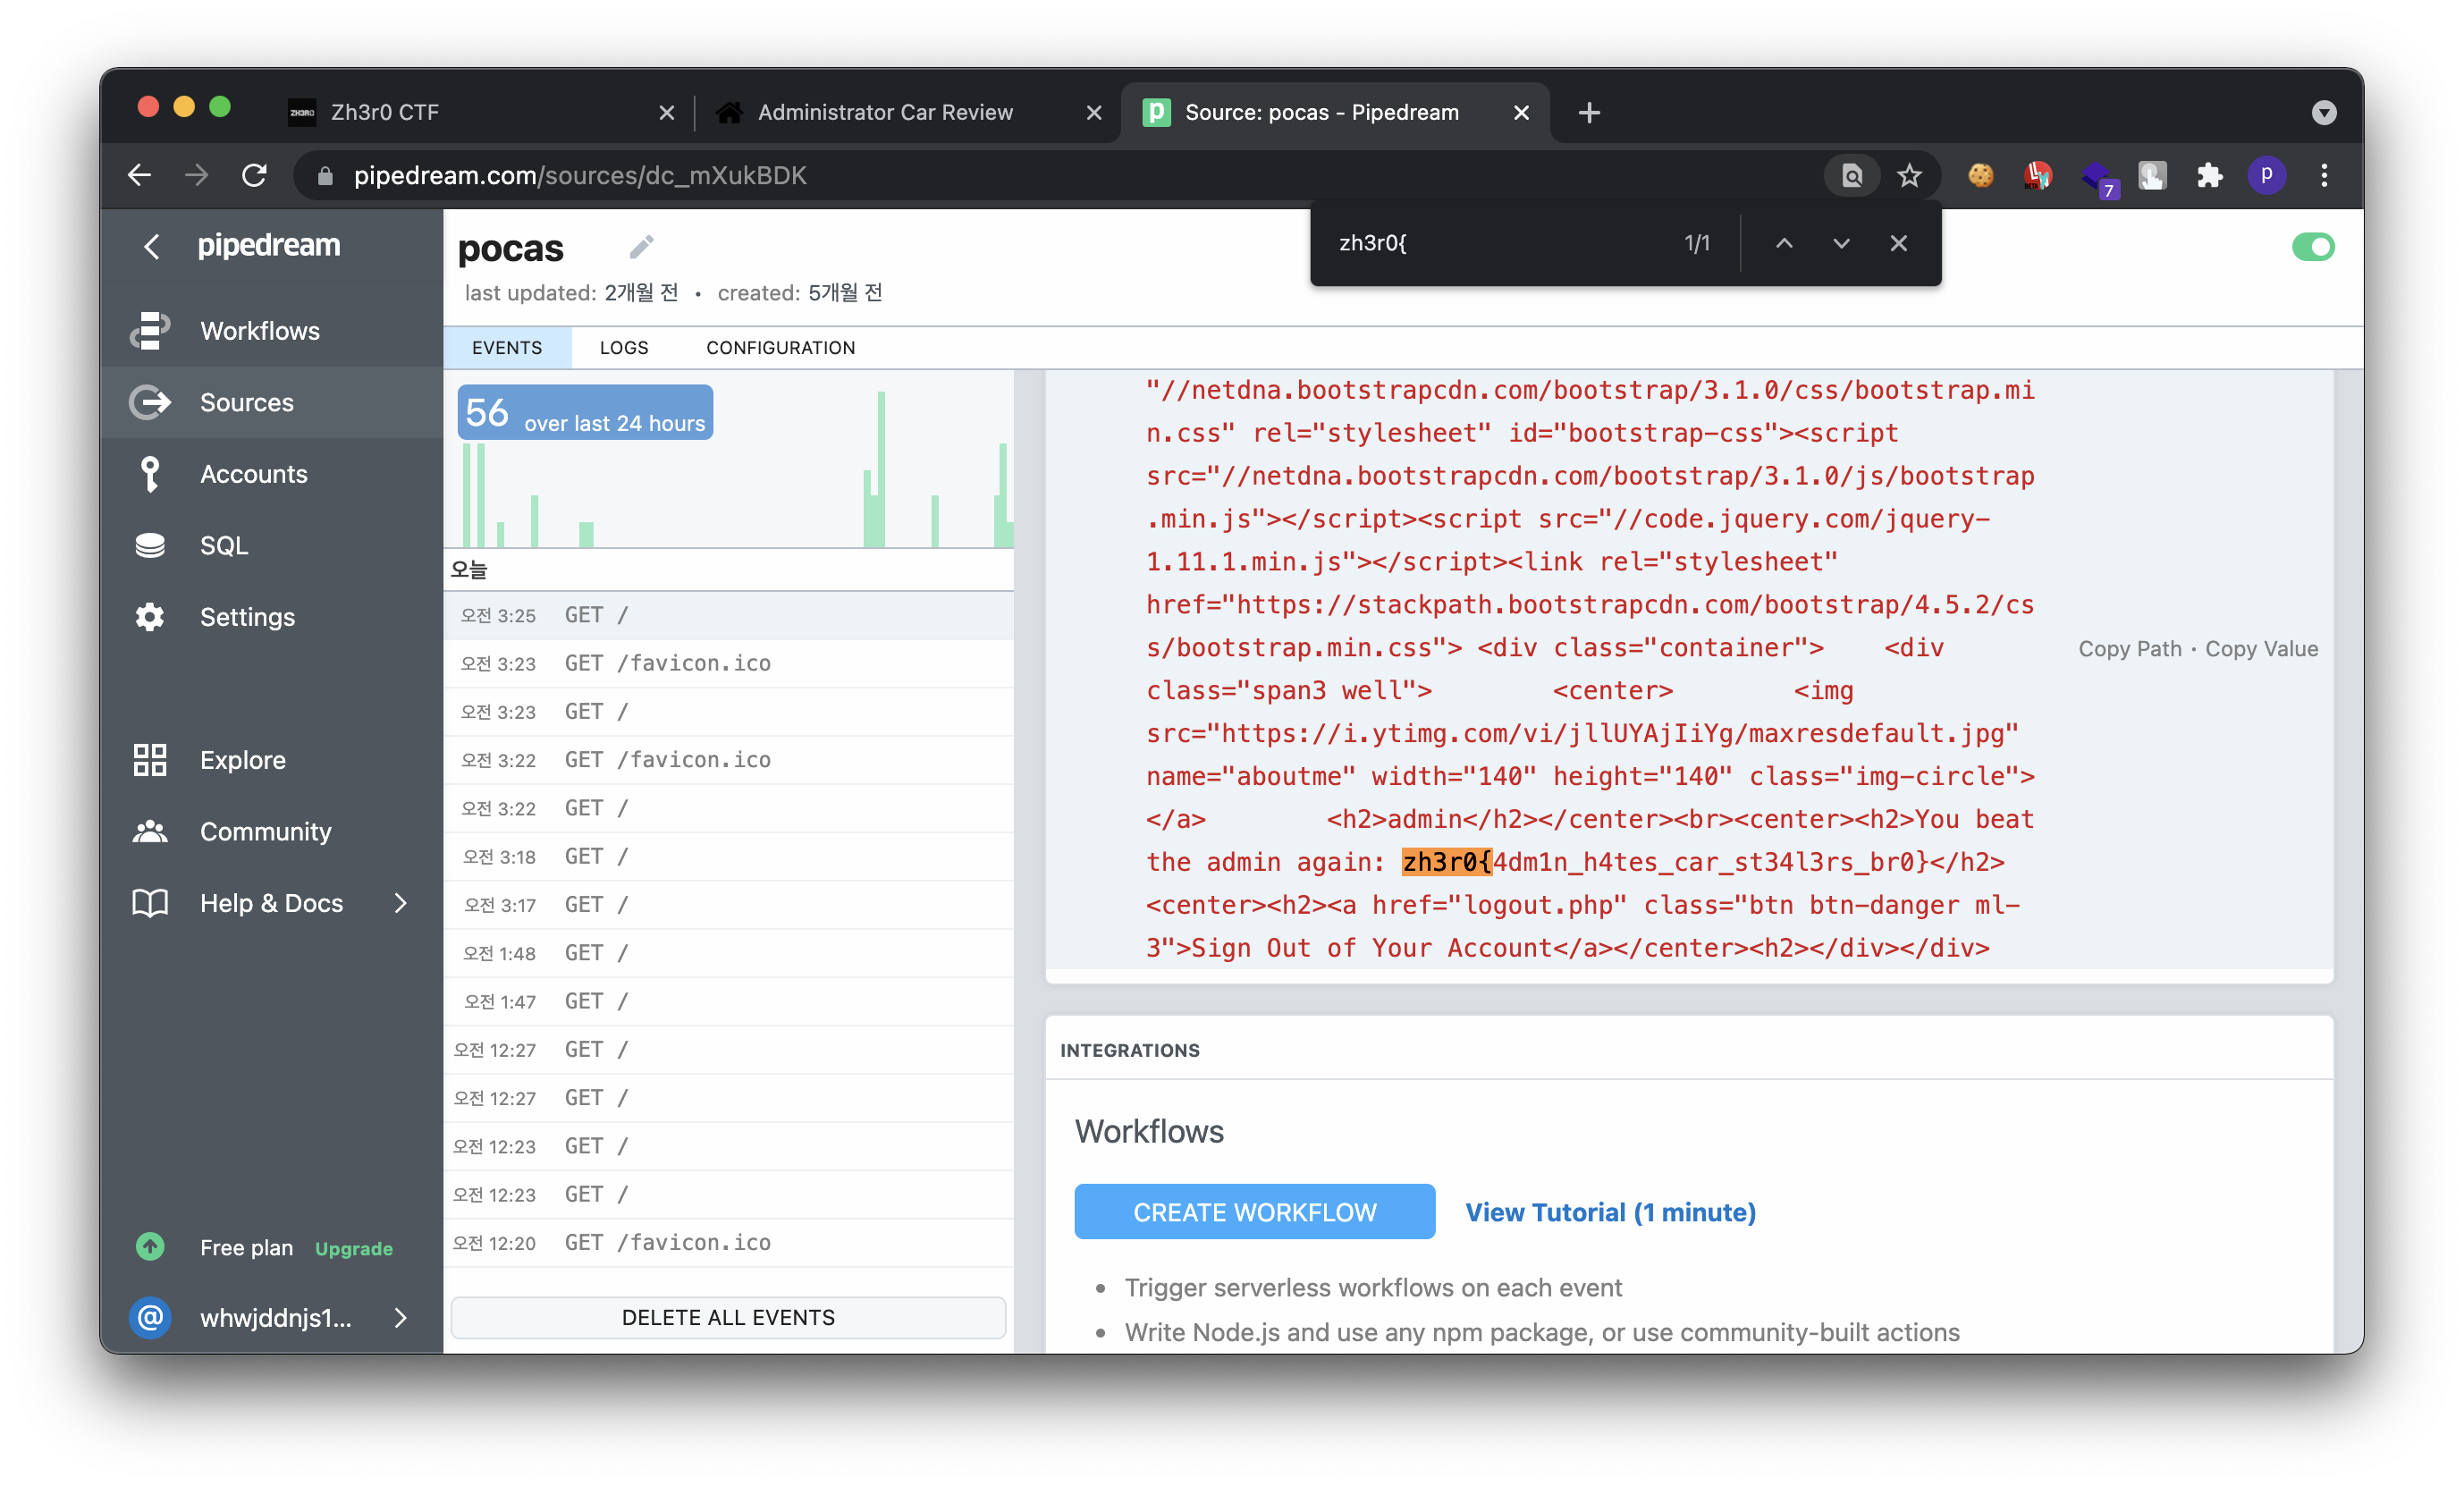 Zh3r0 CTF
Administrator Car Review
Source: pocas - Pipedream
pipedream.com/sources/dc_mXukBDK
7
p
zh3r0{
1/1
pipedream
Workflows
Sources
Accounts
SQL
Settings
Explore
Community
Help & Docs
Free plan Upgrade
whwjddnjs1...
pocas
last updated: 2개월 전 • created: 5개월 전
EVENTS LOGS CONFIGURATION
56 over last 24 hours
오늘
오전 3:25 GET /
오전 3:23 GET /favicon.ico
오전 3:23 GET /
오전 3:22 GET /favicon.ico
오전 3:22 GET /
오전 3:18 GET /
오전 3:17 GET /
오전 1:48 GET /
오전 1:47 GET /
오전 12:27 GET /
오전 12:27 GET /
오전 12:23 GET /
오전 12:23 GET /
오전 12:20 GET /favicon.ico
DELETE ALL EVENTS
"//netdna.bootstrapcdn.com/bootstrap/3.1.0/css/bootstrap.mi
n.css" rel="stylesheet" id="bootstrap-css"><script
src="//netdna.bootstrapcdn.com/bootstrap/3.1.0/js/bootstrap
.min.js"></script><script src="//code.jquery.com/jquery-
1.11.1.min.js"></script><link rel="stylesheet"
href="https://stackpath.bootstrapcdn.com/bootstrap/4.5.2/cs
s/bootstrap.min.css"> <div class="container">    <div
class="span3 well">        <center>        <img
src="https://i.ytimg.com/vi/jllUYAjIiYg/maxresdefault.jpg"
name="aboutme" width="140" height="140" class="img-circle">
</a>        <h2>admin</h2></center><br><center><h2>You beat
the admin again: zh3r0{4dm1n_h4tes_car_st34l3rs_br0}</h2>
<center><h2><a href="logout.php" class="btn btn-danger ml-
3">Sign Out of Your Account</a></center><h2></div></div>
Copy Path • Copy Value
INTEGRATIONS
Workflows
CREATE WORKFLOW View Tutorial (1 minute)
• Trigger serverless workflows on each event
• Write Node.js and use any npm package, or use community-built actions